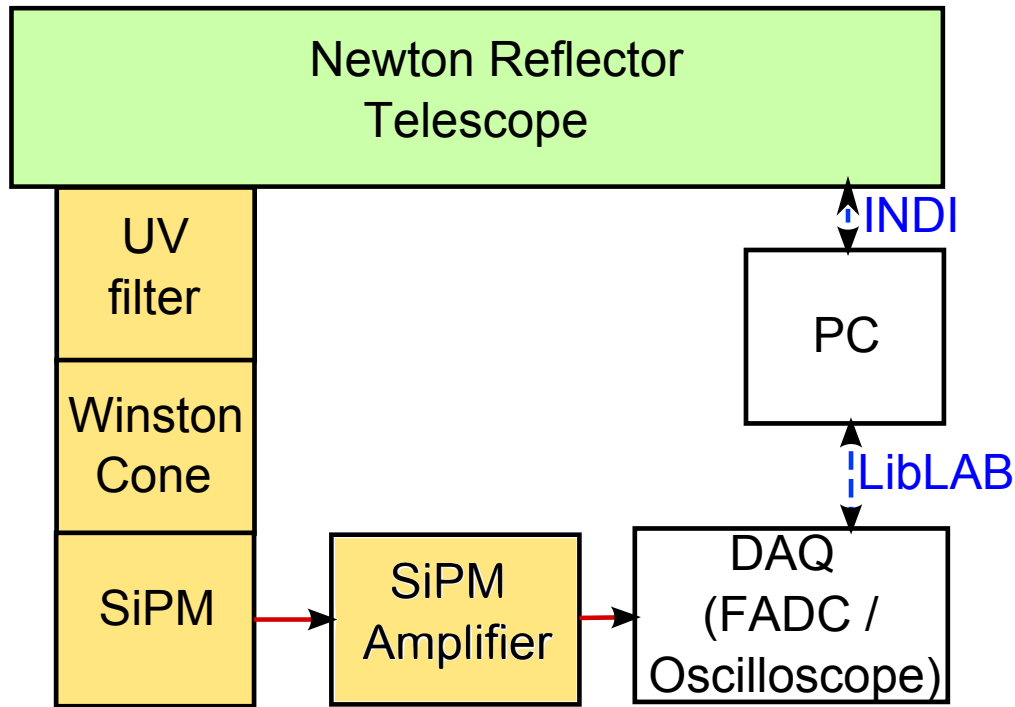 Newton Reflector
Telescope
UV
filter
INDI
PC
Winston
Cone
LibLAB
SiPM
SiPM
Amplifier
DAQ
(FADC /
Oscilloscope)